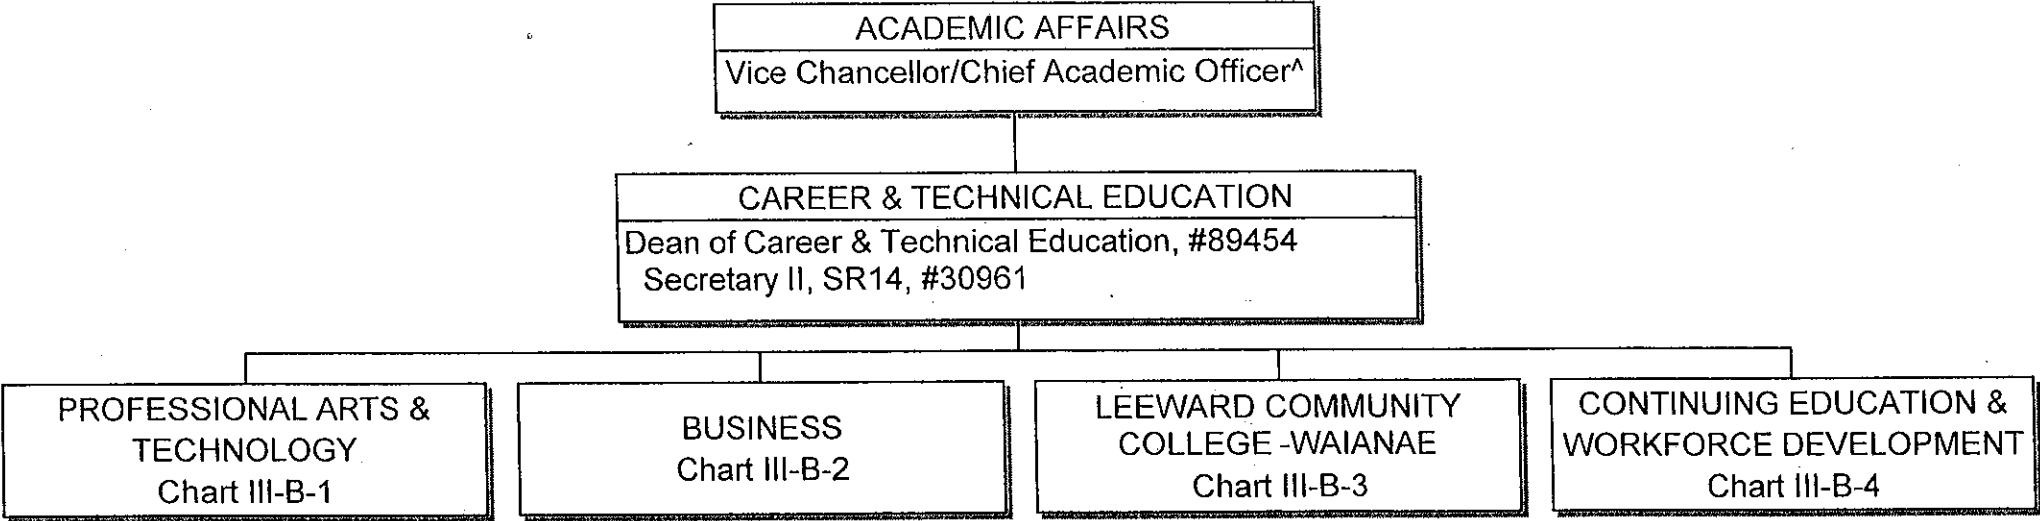 ACADEMIC AFFAIRS
Vice Chancellor/Chief Academic Officer^
CAREER & TECHNICAL EDUCATION
Dean of Career & Technical Education, #89454
Secretary II, SR14, #30961
PROFESSIONAL ARTS &
TECHNOLOGY
Chart III-B-1
BUSINESS
Chart III-B-2
LEEWARD COMMUNITY
COLLEGE -WAIANAE
Chart III-B-3
CONTINUING EDUCATION &
WORKFORCE DEVELOPMENT
Chart III-B-4